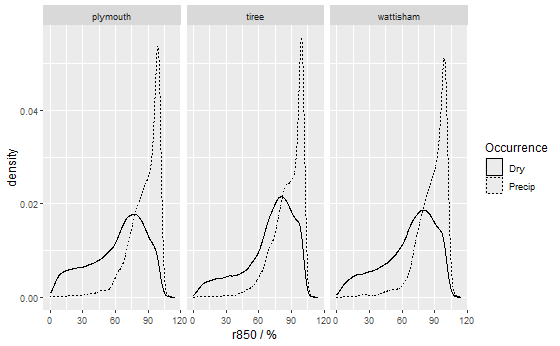 plymouth tiree wattisham
density
0.04
0.02
0.00
0 30 60 90 120 0 30 60 90 120 0 30 60 90 120
r850 / %
Occurrence
Dry
Precip